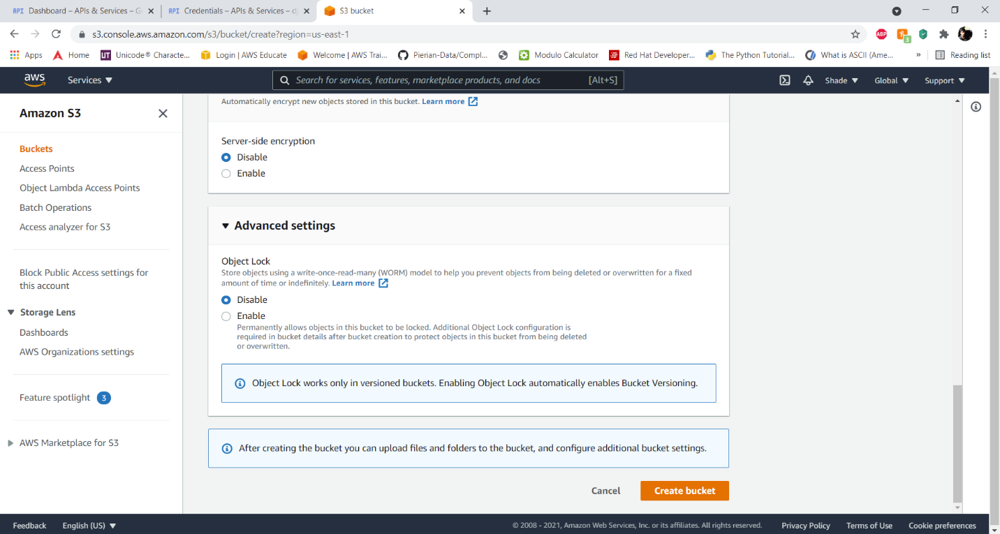 Dashboard – APIs & Services – G
Credentials – APIs & Services – d
S3 bucket
s3.console.aws.amazon.com/s3/bucket/create?region=us-east-1
ABP
3
Apps
Home
UT
Unicode® Characte...
Login | AWS Educate
Welcome | AWS Trai...
Pierian-Data/Compl...
Modulo Calculator
Red Hat Developer...
The Python Tutorial...
What is ASCII (Ame...
»
Reading list
aws
Services
Search for services, features, marketplace products, and docs
[Alt+S]
Shade
Global
Support
Amazon S3
Buckets
Access Points
Object Lambda Access Points
Batch Operations
Access analyzer for S3
Block Public Access settings for
this account
Storage Lens
Dashboards
AWS Organizations settings
Feature spotlight 3
AWS Marketplace for S3
Automatically encrypt new objects stored in this bucket. Learn more
Server-side encryption
Disable
Enable
Advanced settings
Object Lock
Store objects using a write-once-read-many (WORM) model to help you prevent objects from being deleted or overwritten for a fixed
amount of time or indefinitely. Learn more
Disable
Enable
Permanently allows objects in this bucket to be locked. Additional Object Lock configuration is
required in bucket details after bucket creation to protect objects in this bucket from being deleted
or overwritten.
Object Lock works only in versioned buckets. Enabling Object Lock automatically enables Bucket Versioning.
After creating the bucket you can upload files and folders to the bucket, and configure additional bucket settings.
Cancel
Create bucket
Feedback
English (US)
© 2008 - 2021, Amazon Web Services, Inc. or its affiliates. All rights reserved.
Privacy Policy
Terms of Use
Cookie preferences